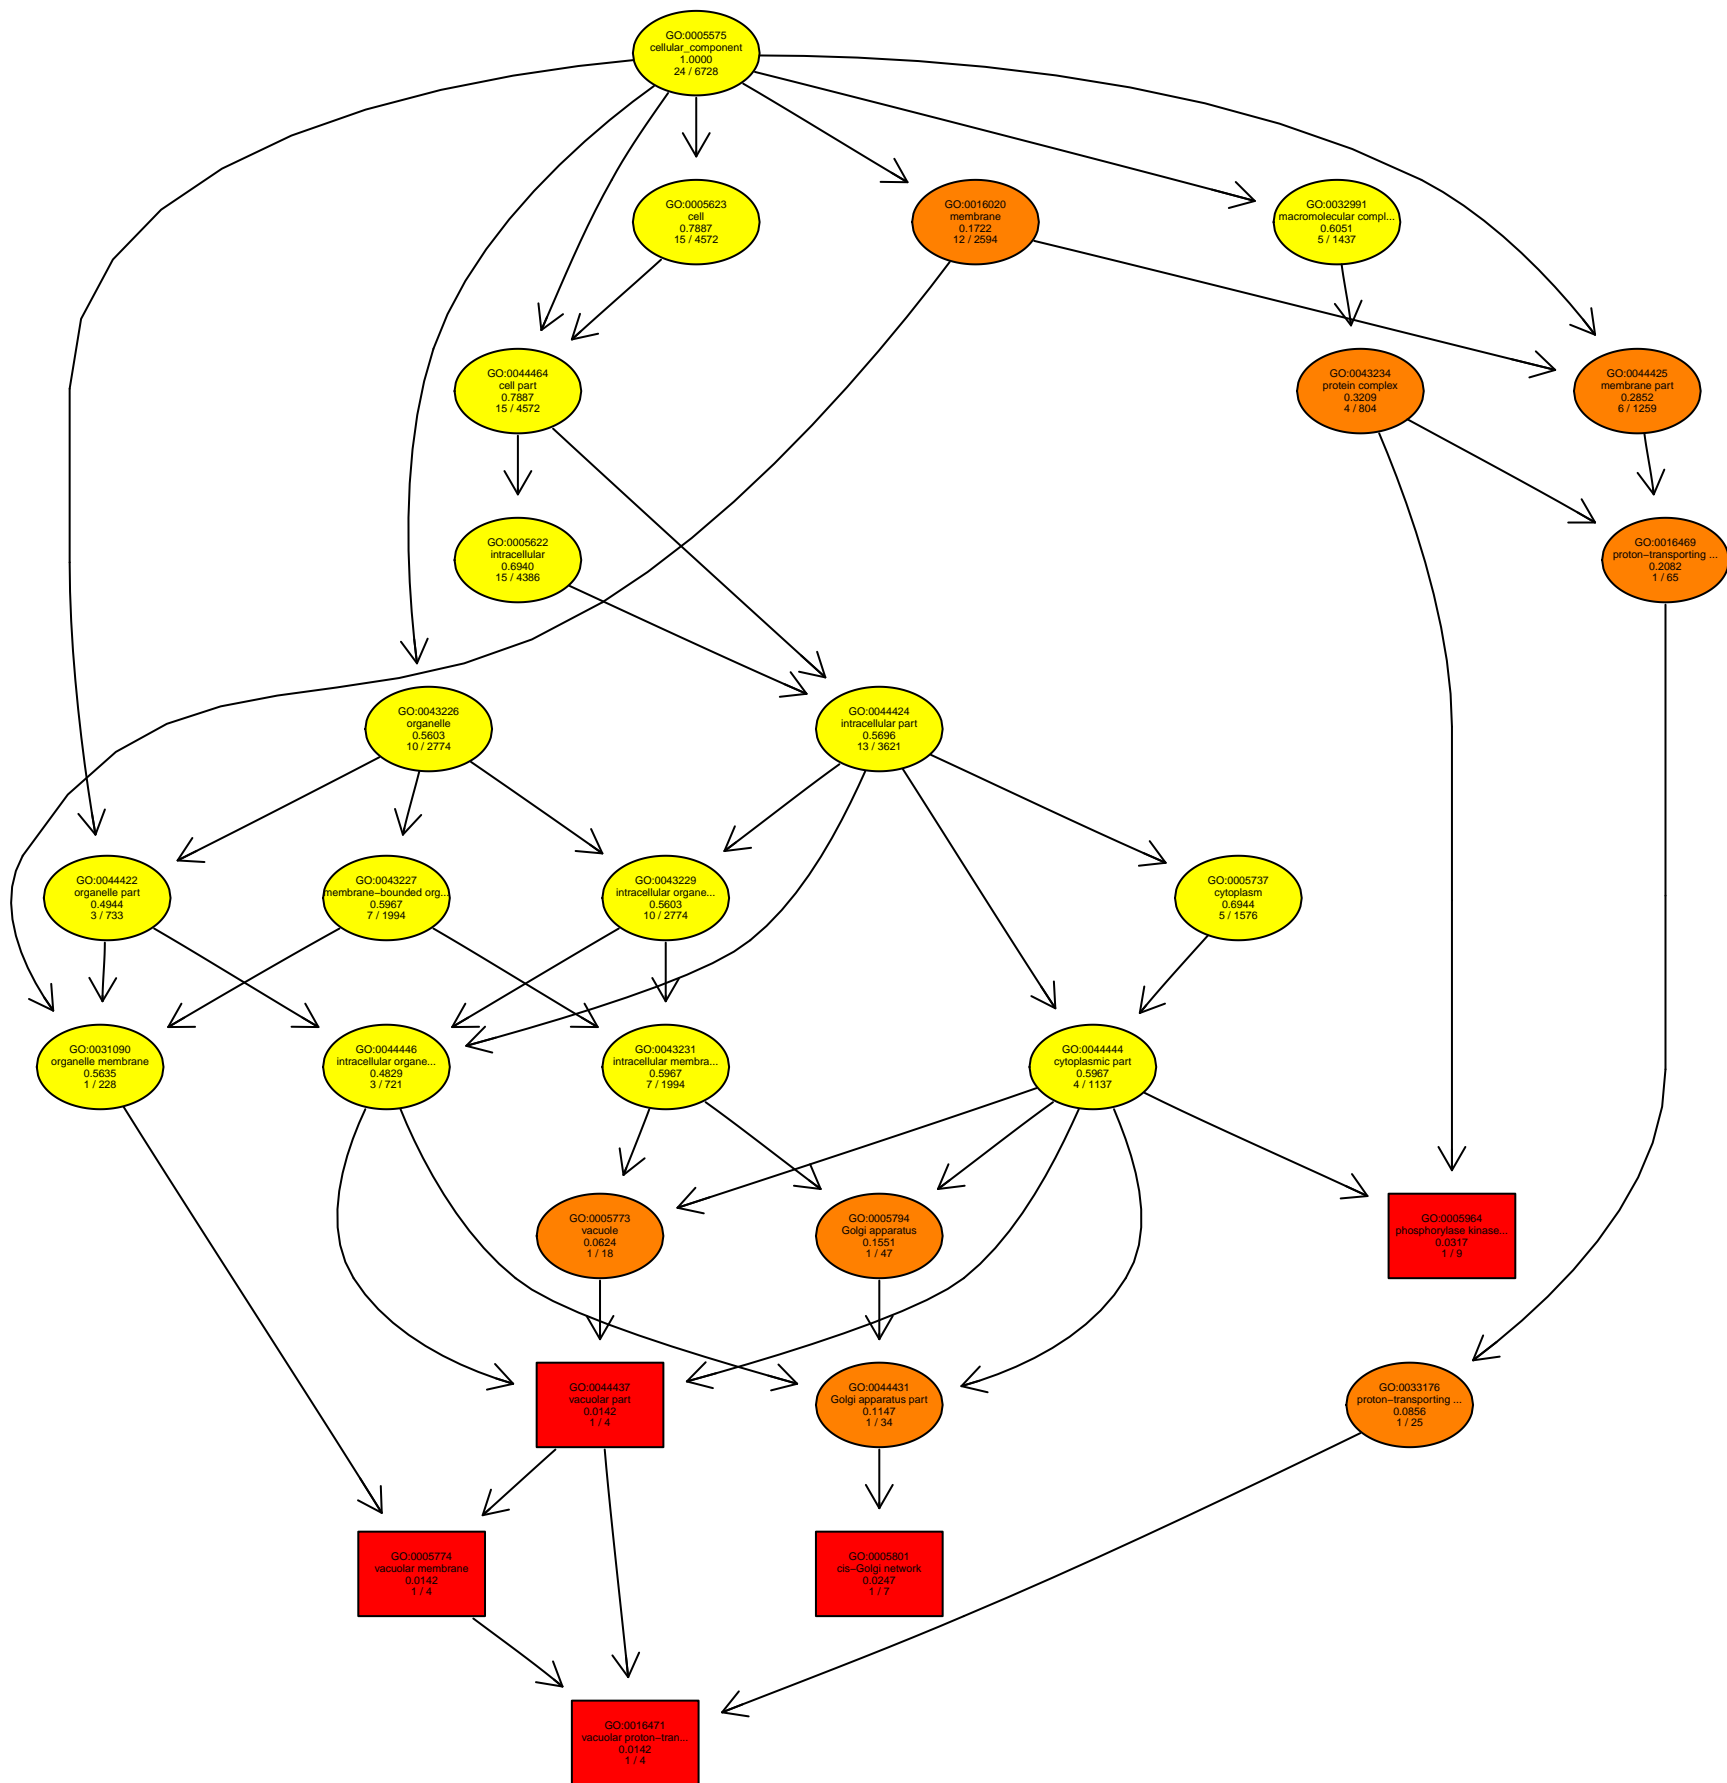 GO:0005575
cellular_component
1.0000
24 / 6728
GO:0005623
cell
0.7887
15 / 4572
GO:0016020
membrane
0.1722
12 / 2594
GO:0032991
macromolecular compl...
0.6051
5 / 1437
GO:0044464
cell part
0.7887
15 / 4572
GO:0043234
protein complex
0.3209
4 / 804
GO:0044425
membrane part
0.2852
6 / 1259
GO:0005622
intracellular
0.6940
15 / 4386
GO:0016469
proton−transporting ...
0.2082
1 / 65
GO:0043226
organelle
0.5603
10 / 2774
GO:0044424
intracellular part
0.5696
13 / 3621
GO:0044422
organelle part
0.4944
3 / 733
GO:0043227
membrane−bounded org...
0.5967
7 / 1994
GO:0043229
intracellular organe...
0.5603
10 / 2774
GO:0005737
cytoplasm
0.6944
5 / 1576
GO:0031090
organelle membrane
0.5635
1 / 228
GO:0044446
intracellular organe...
0.4829
3 / 721
GO:0043231
intracellular membra...
0.5967
7 / 1994
GO:0044444
cytoplasmic part
0.5967
4 / 1137
GO:0005773
vacuole
0.0624
1 / 18
GO:0005794
Golgi apparatus
0.1551
1 / 47
GO:0005964
phosphorylase kinase...
0.0317
1 / 9
GO:0044437
vacuolar part
0.0142
1 / 4
GO:0044431
Golgi apparatus part
0.1147
1 / 34
GO:0033176
proton−transporting ...
0.0856
1 / 25
GO:0005774
vacuolar membrane
0.0142
1 / 4
GO:0005801
cis−Golgi network
0.0247
1 / 7
GO:0016471
vacuolar proton−tran...
0.0142
1 / 4